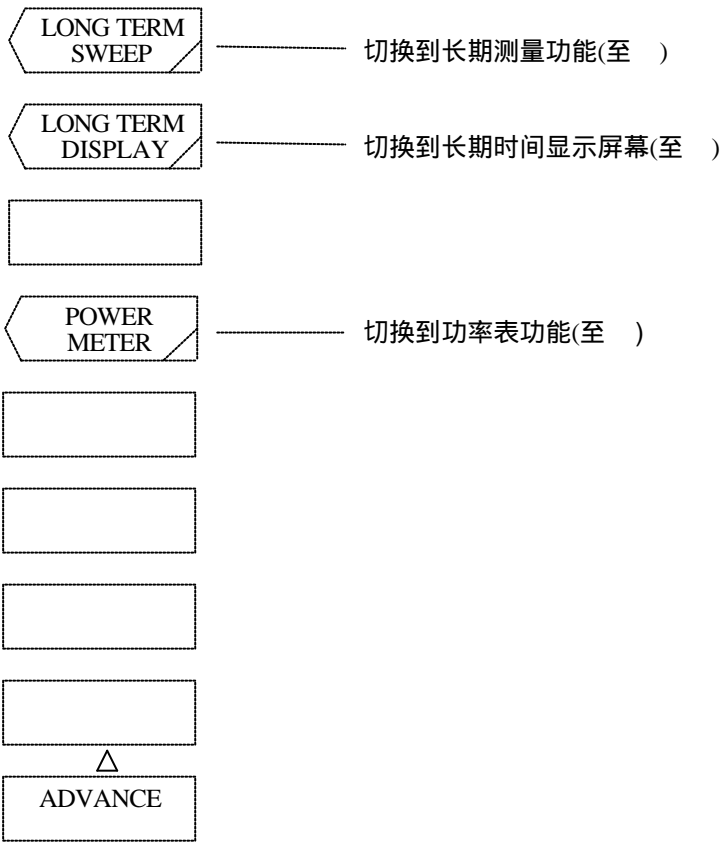 LONG TERM
SWEEP
切换到长期测量功能(至 )
LONG TERM
DISPLAY
切换到长期时间显示屏幕(至 )
POWER
METER
切换到功率表功能(至 )
ADVANCE